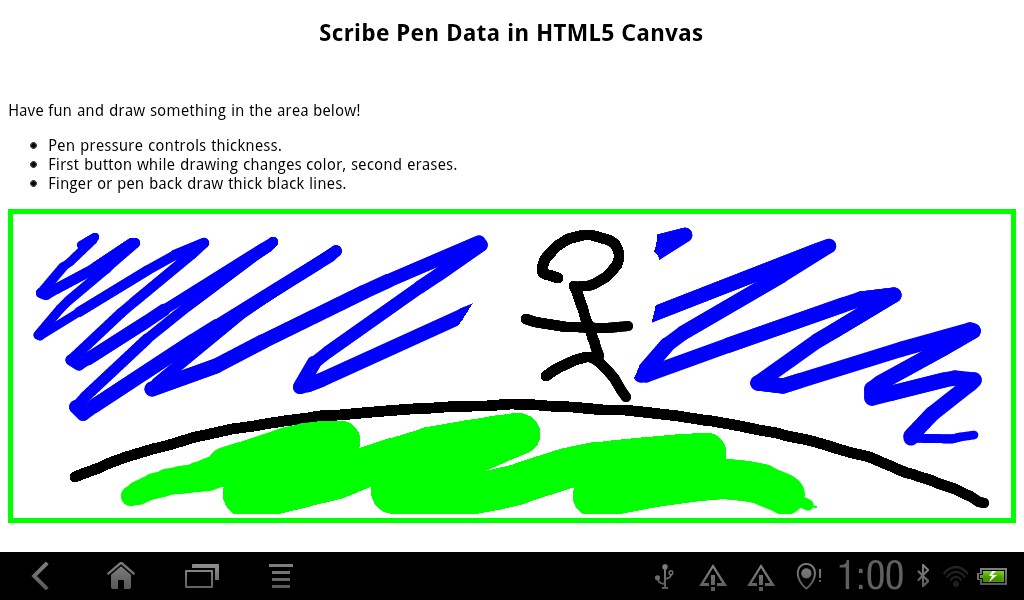 Scribe Pen Data in HTML5 Canvas
Have fun and draw something in the area below!
Pen pressure controls thickness.
First button while drawing changes color, second erases.
Finger or pen back draw thick black lines.
1:00